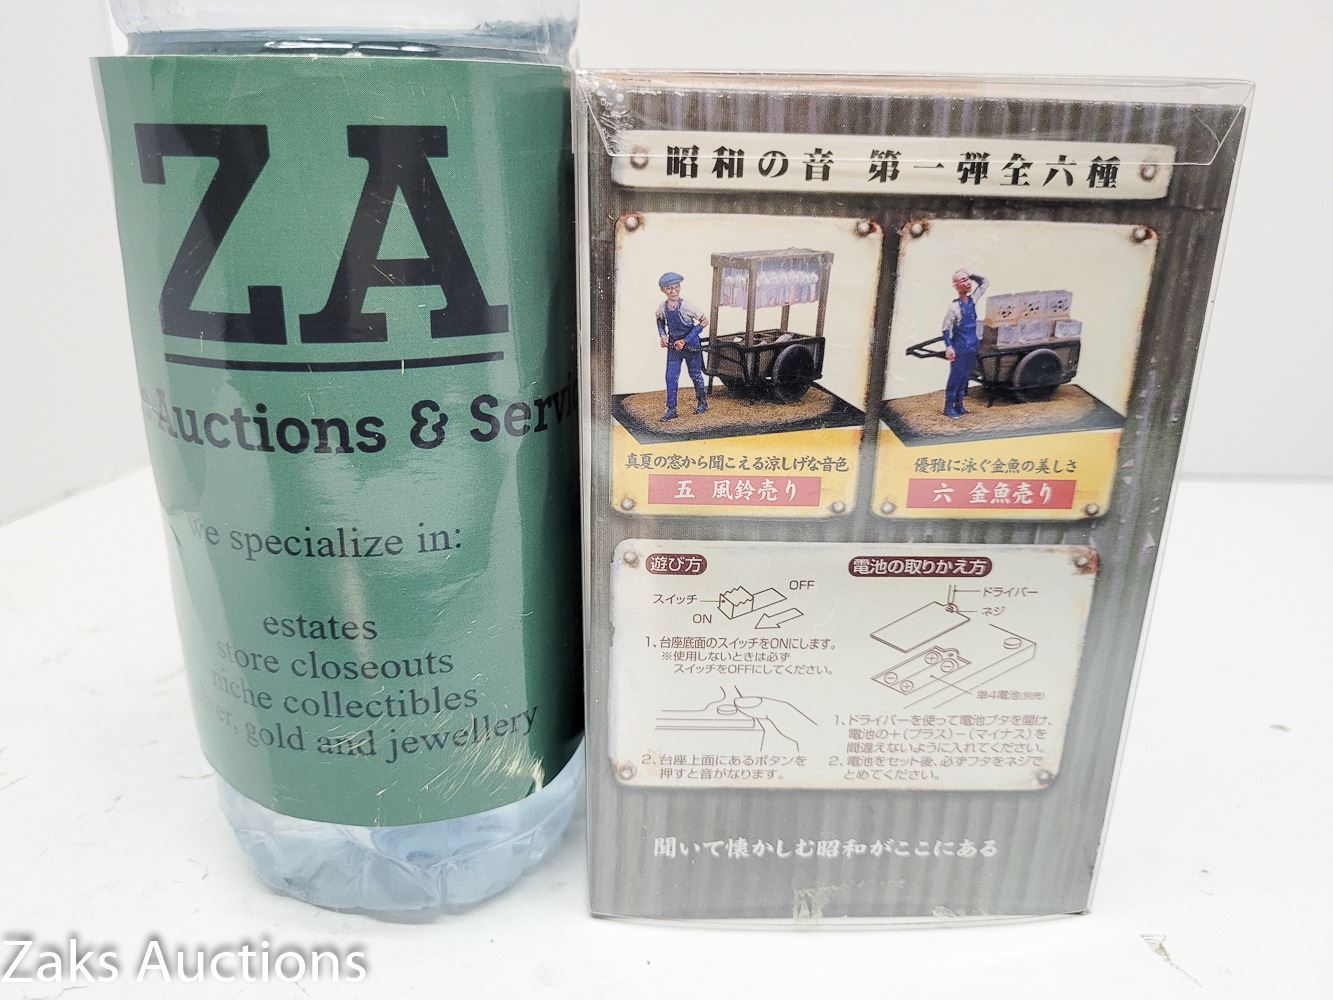 ZA
Auctions & Servi
we specialize in:
estates
store closeouts
niche collectibles
gold and jewellery
昭和の音 第一弾全六種
真夏の窓から聞こえる涼しげな音色
五 風鈴売り
優雅に泳ぐ金魚の美しさ
六 金魚売り
遊び方
スイッチ
OFF
ON
1、台座底面のスイッチをONにします。
※使用しないときは必ず
スイッチをOFFにしてください。
2、台座上面にあるボタンを
押すと音がなります。
電池の取りかえ方
ドライバー
ネジ
単4電池(別売)
1、ドライバーを使って電池ブタを開け、
電池の+(プラス)-(マイナス)を
間違えないように入れてください。
2、電池をセット後、必ずフタをネジで
とめてください。
聞いて懐かしむ昭和がここにある
Zaks Auctions